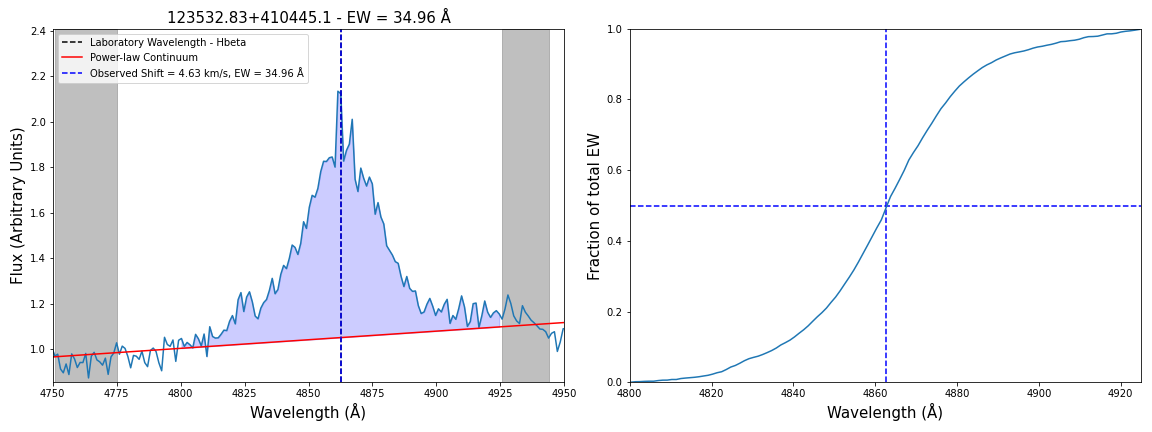 123532.83+410445.1 - EW = 34.96 Å
Laboratory Wavelength - Hbeta
Power-law Continuum
Observed Shift = 4.63 km/s, EW = 34.96 Å
Flux (Arbitrary Units)
2.4
2.2
2.0
1.8
1.6
1.4
1.2
1.0
4750 4775 4800 4825 4850 4875 4900 4925 4950
Wavelength (Å)
Fraction of total EW
1.0
0.8
0.6
0.4
0.2
0.0
4800 4820 4840 4860 4880 4900 4920
Wavelength (Å)